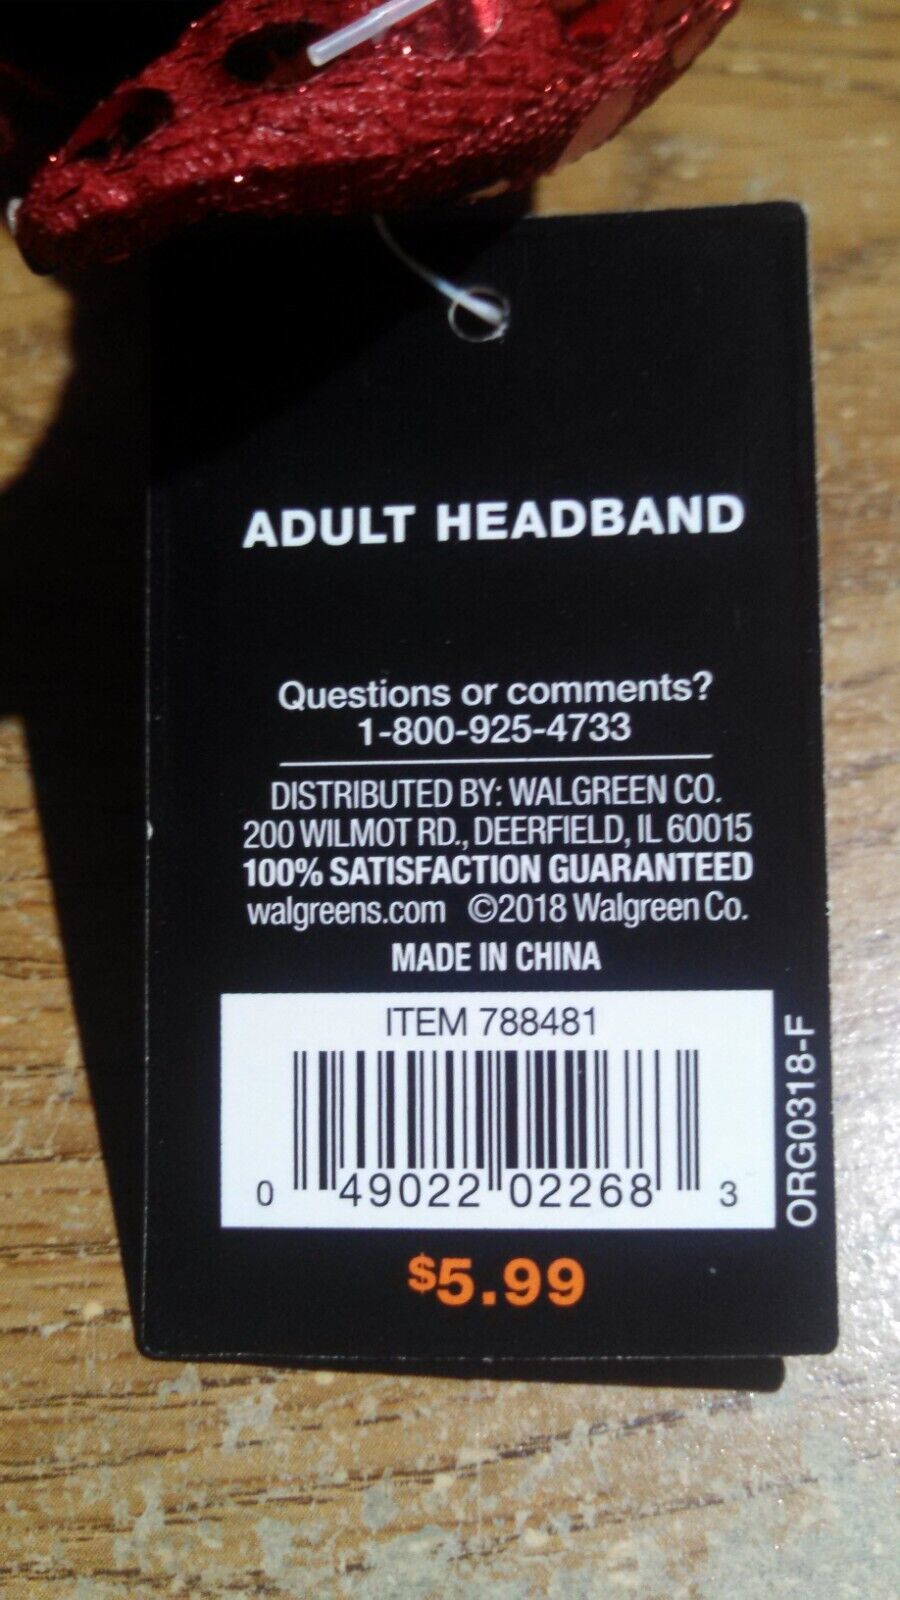 ADULT HEADBAND
Questions or comments?
1-800-925-4733
DISTRIBUTED BY: WALGREEN CO.
200 WILMOT RD., DEERFIELD, IL 60015
100% SATISFACTION GUARANTEED
walgreens.com ©2018 Walgreen Co.
MADE IN CHINA
ITEM 788481
0 49022 02268 3
ORG0318-F
$5.99